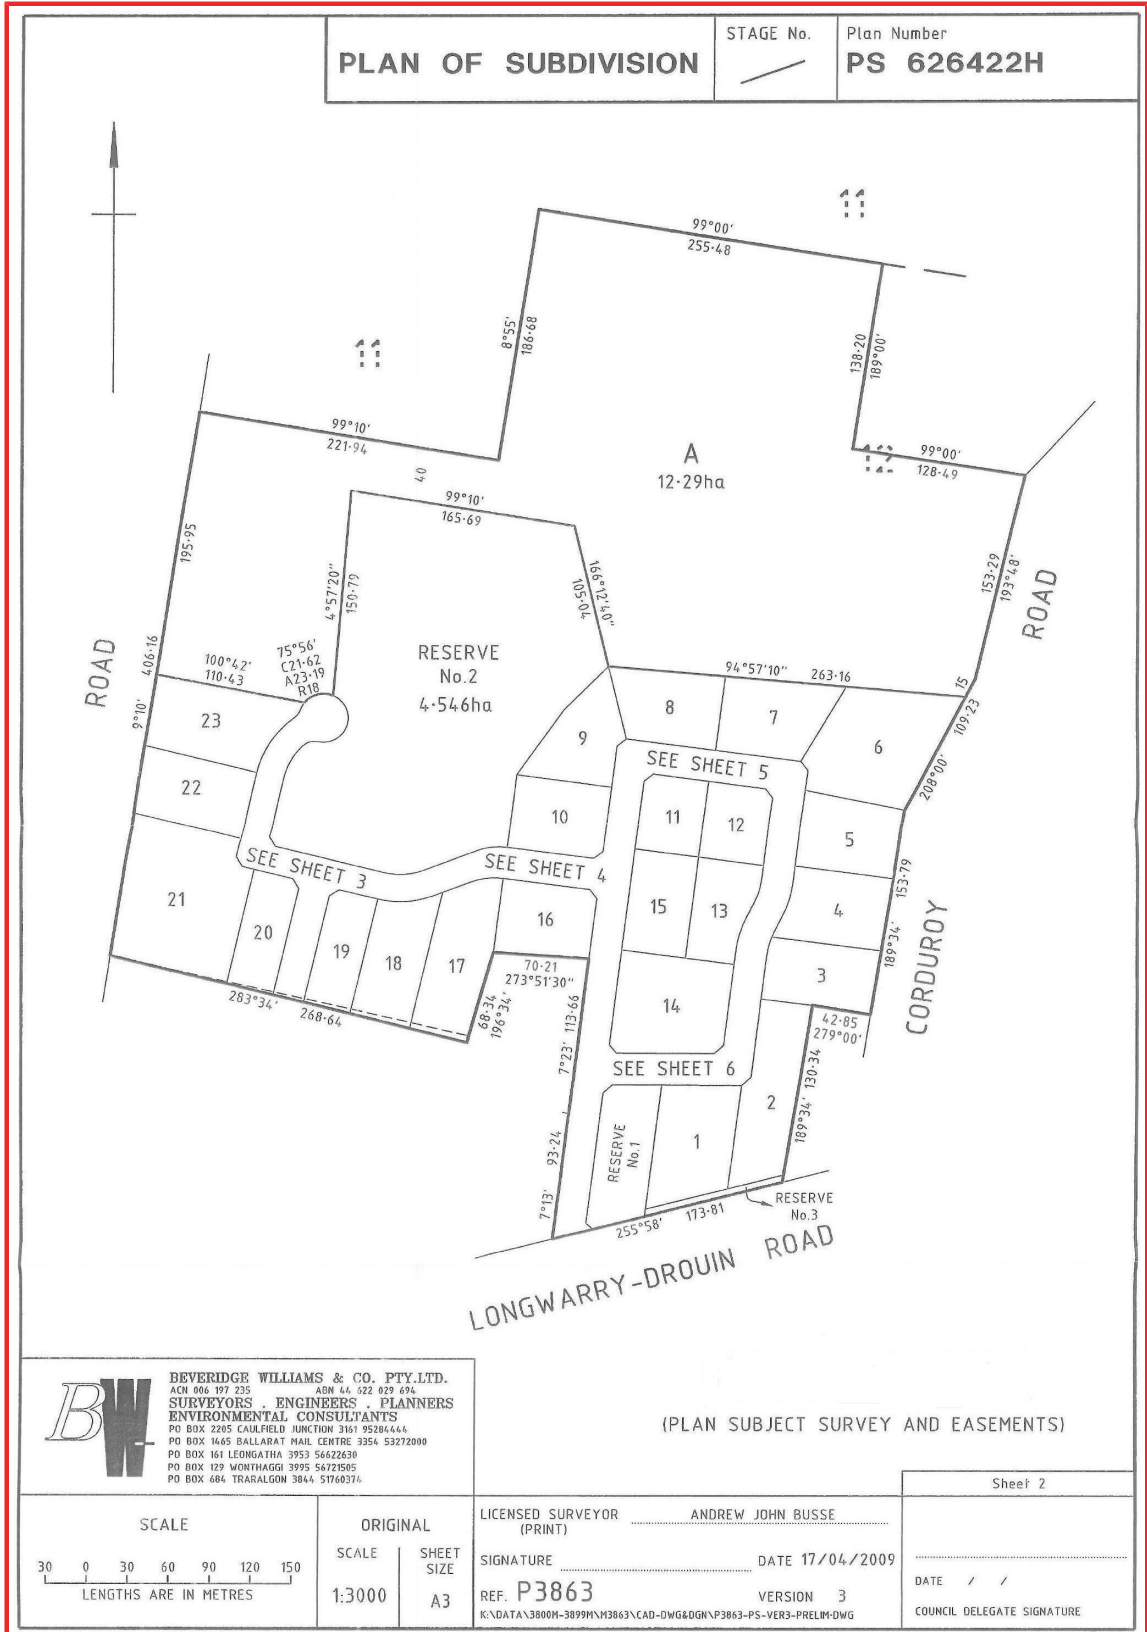 PLAN OF SUBDIVISION
STAGE No.
Plan Number
PS 626422H
11
99°00'
255·48
8°55'
186·68
138·20
189°00'
11
99°10'
221·94
40
A
12·29ha
12
99°00'
128·49
99°10'
165·69
195·95
4°57'20"
150·79
166°12'40"
105·04
153·29
193°48'
ROAD
ROAD
406·16
9°10'
100°42'
110·43
75°56'
C21·62
A23·19
R18
RESERVE
No.2
4·546ha
94°57'10" 263·16
15
109·23
208°00'
23
22
21
20
19
18
17
16
10
9
8
7
6
5
4
3
11
12
15
13
14
2
1
SEE SHEET 5
SEE SHEET 3
SEE SHEET 4
SEE SHEET 6
153·79
189°34'
CORDUROY
283°34'
268·64
68·34
196°34'
70·21
273°51'30"
7°23' 113·66
42·85
279°00'
189°34' 130·34
7°13' 93·24
RESERVE
No.1
RESERVE
No.3
255°58' 173·81
LONGWARRY-DROUIN ROAD
BEVERIDGE WILLIAMS & CO. PTY.LTD.
ACN 006 197 235 ABN 44 522 029 694
SURVEYORS . ENGINEERS . PLANNERS
ENVIRONMENTAL CONSULTANTS
PO BOX 2205 CAULFIELD JUNCTION 3161 95284444
PO BOX 1465 BALLARAT MAIL CENTRE 3354 53272000
PO BOX 161 LEONGATHA 3953 56622630
PO BOX 129 WONTHAGGI 3995 56721505
PO BOX 684 TRARALGON 3844 51760374
(PLAN SUBJECT SURVEY AND EASEMENTS)
Sheet 2
SCALE
30 0 30 60 90 120 150
LENGTHS ARE IN METRES
ORIGINAL
SCALE
1:3000
SHEET
SIZE
A3
LICENSED SURVEYOR ANDREW JOHN BUSSE
(PRINT)
SIGNATURE DATE 17/04/2009
REF. P3863 VERSION 3
K:\DATA\3800M-3899M\M3863\CAD-DWG&DGN\P3863-PS-VER3-PRELIM·DWG
DATE / /
COUNCIL DELEGATE SIGNATURE